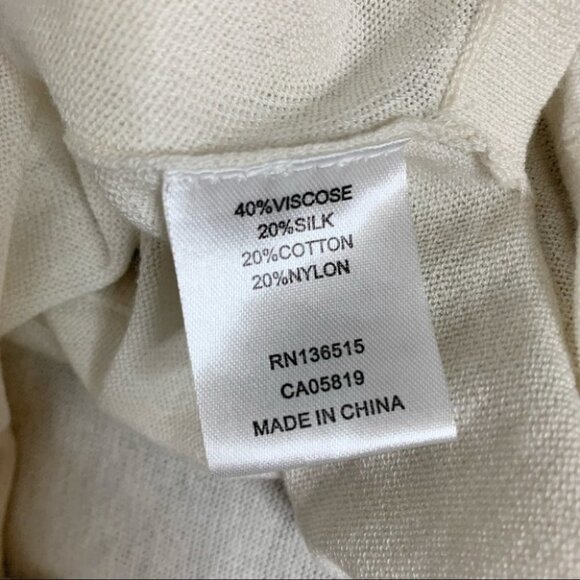 40%VISCOSE
20%SILK
20%COTTON
20%NYLON
RN136515
CA05819
MADE IN CHINA